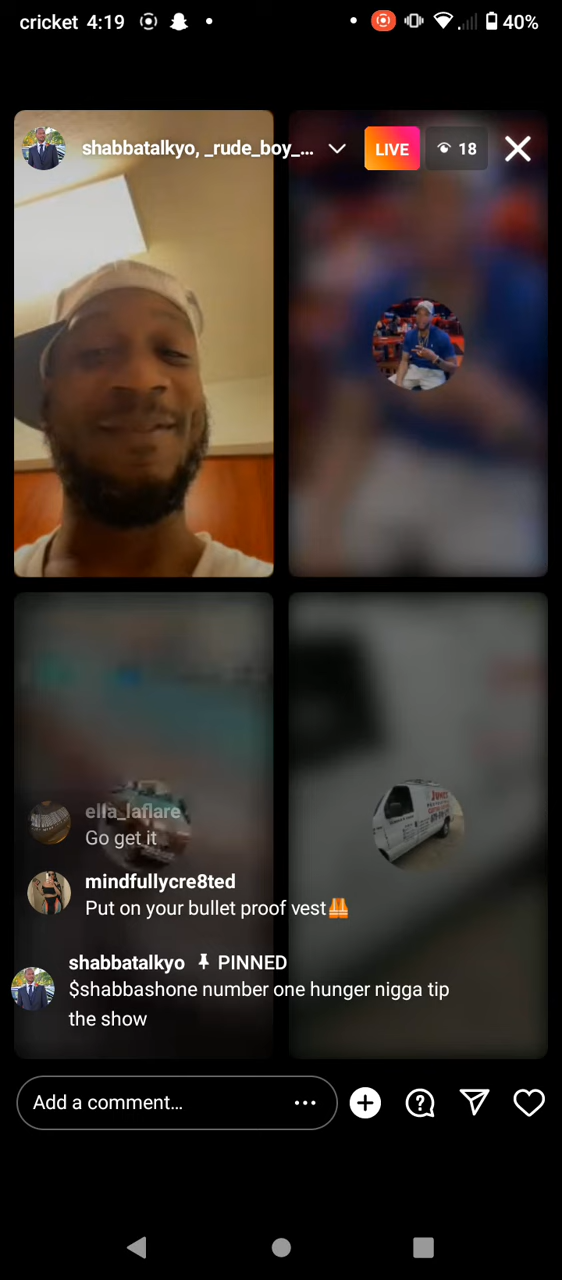 cricket 4:19
40%
shabbatalkyo, _rude_boy_...
LIVE
18
ella_laflare
Go get it
mindfullycre8ted
Put on your bullet proof vest🦺
shabbatalkyo PINNED
$shabbashone number one hunger nigga tip
the show
Add a comment...